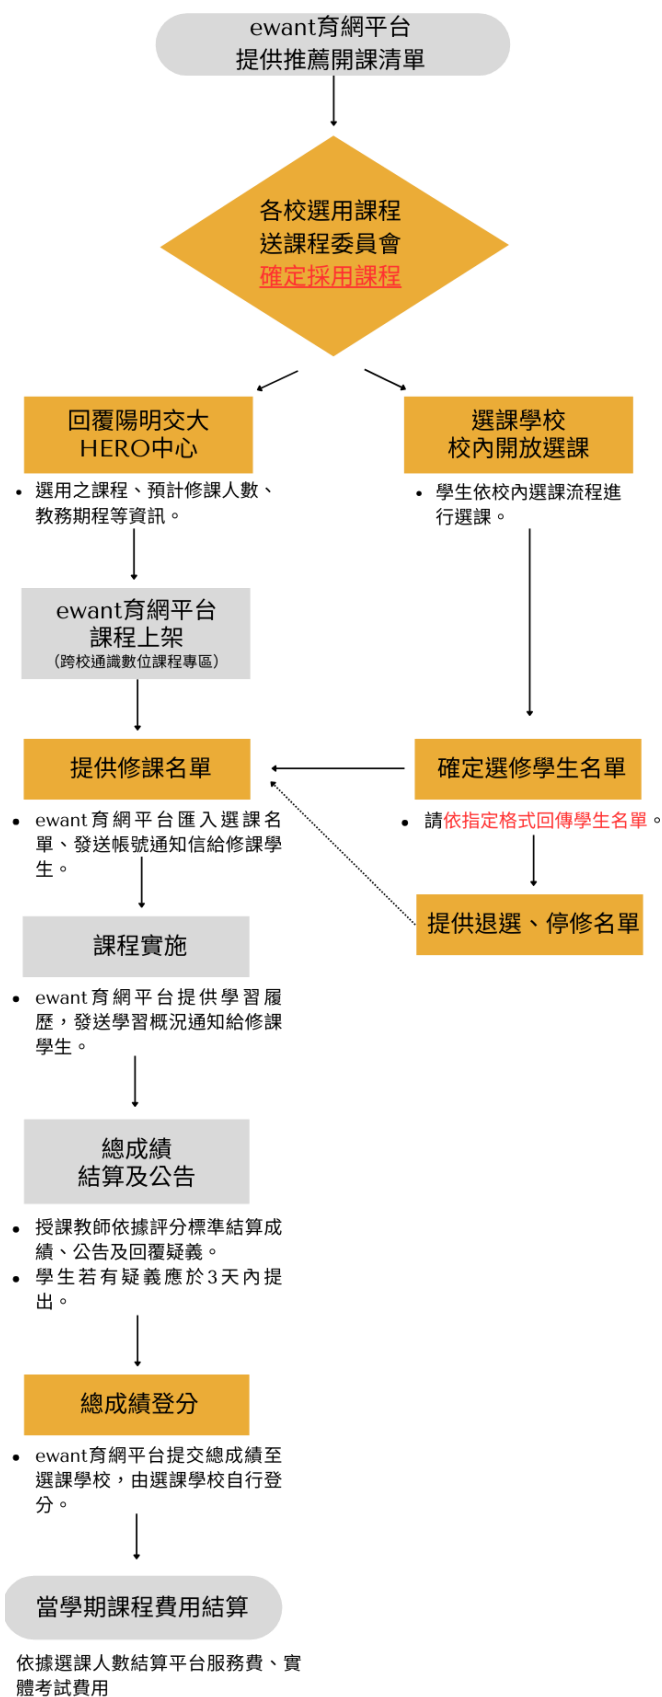 ewant育網平台
提供推薦開課清單
各校選用課程
送課程委員會
確定採用課程
回覆陽明交大
HERO中心
• 選用之課程、預計修課人數、
教務期程等資訊。
選課學校
校內開放選課
• 學生依校內選課流程進
行選課。
ewant育網平台
課程上架
（跨校通識數位課程專區）
提供修課名單
確定選修學生名單
• ewant育網平台匯入選課名
單、發送帳號通知信給修課學
生。
• 請依指定格式回傳學生名單。
提供退選、停修名單
課程實施
• ewant育網平台提供學習履
歷，發送學習概況通知給修課
學生。
總成績
結算及公告
• 授課教師依據評分標準結算成
績、公告及回覆疑義。
• 學生若有疑義應於3天內提
出。
總成績登分
• ewant育網平台提交總成績至
選課學校，由選課學校自行登
分。
當學期課程費用結算
依據選課人數結算平台服務費、實
體考試費用